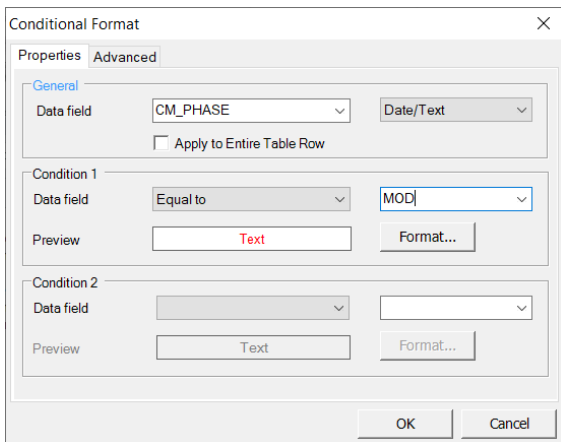 Conditional Format
Properties Advanced
General
Data field CM_PHASE Date/Text
Apply to Entire Table Row
Condition 1
Data field Equal to MOD
Preview Text Format...
Condition 2
Data field
Preview Text Format...
OK Cancel